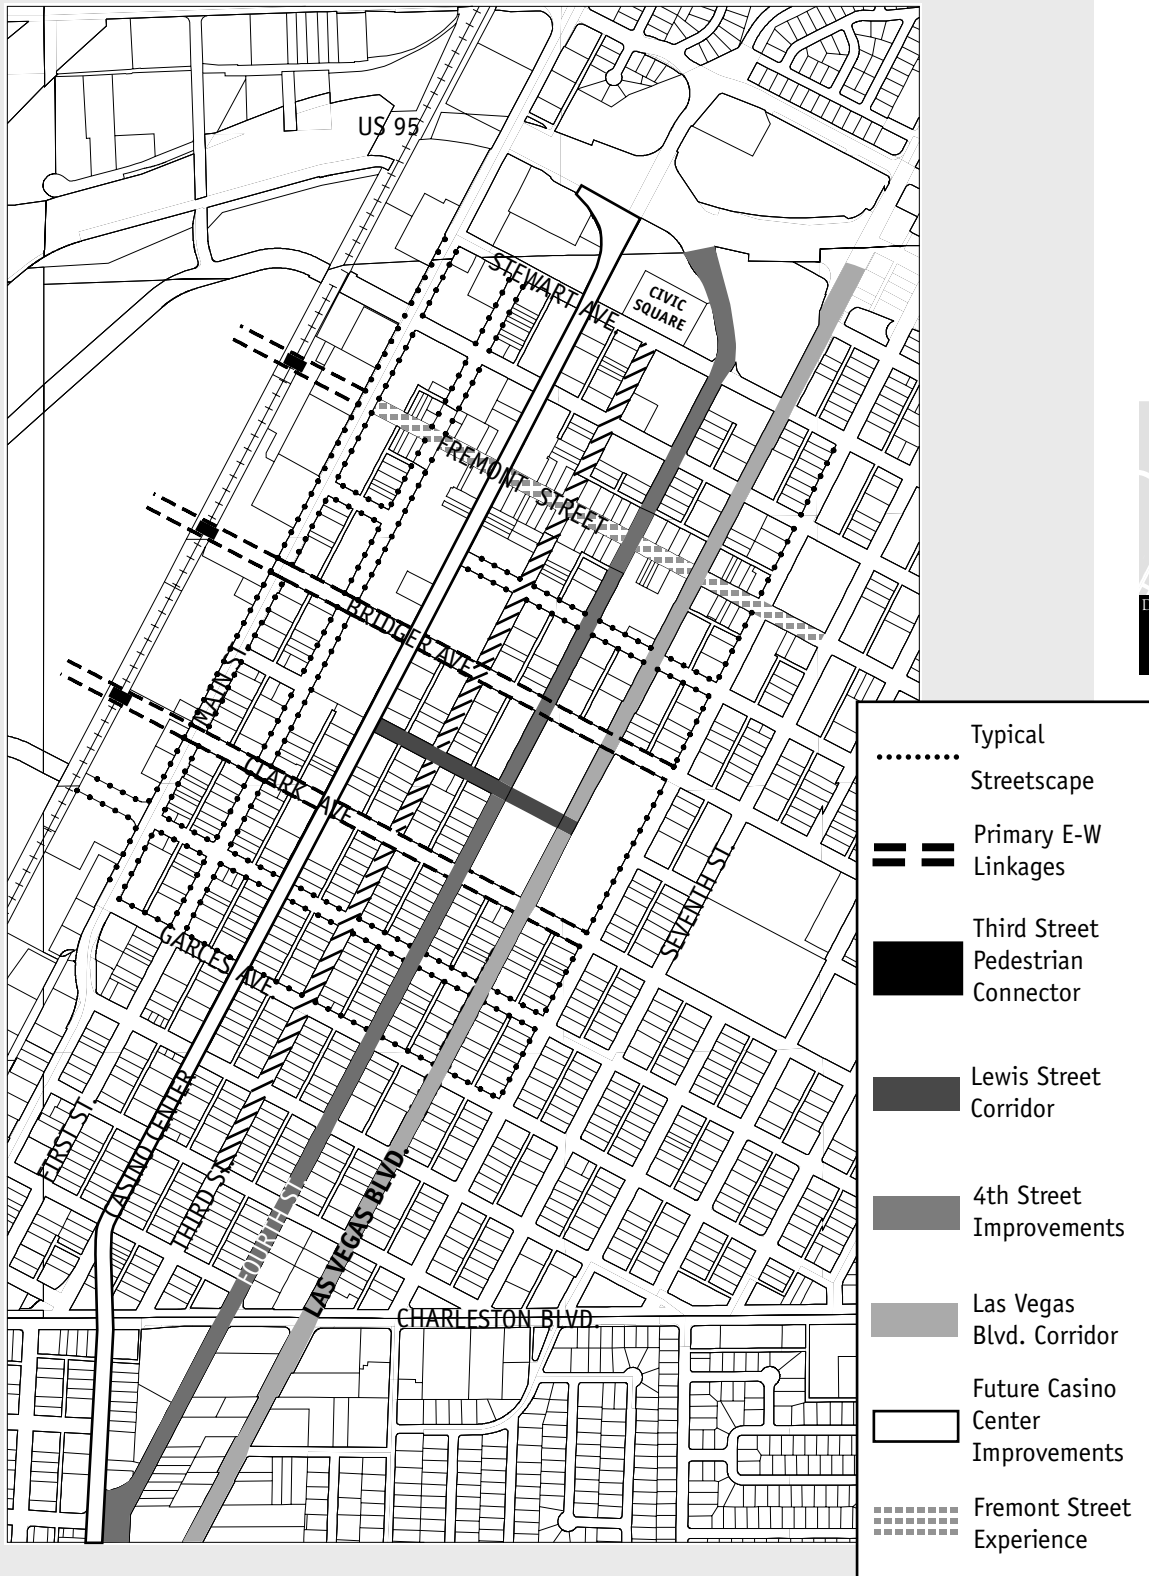 US 95
STEWART AVE.
CIVIC
SQUARE
FREMONT STREET
BRIDGER AVE.
MAIN ST.
CLARK AVE.
SEVENTH ST.
GARCES AVE.
FIRST ST.
CASINO CENTER
THIRD ST.
FOURTH ST.
LAS VEGAS BLVD.
CHARLESTON BLVD.
D
Typical
Streetscape
Primary E-W
Linkages
Third Street
Pedestrian
Connector
Lewis Street
Corridor
4th Street
Improvements
Las Vegas
Blvd. Corridor
Future Casino
Center
Improvements
Fremont Street
Experience